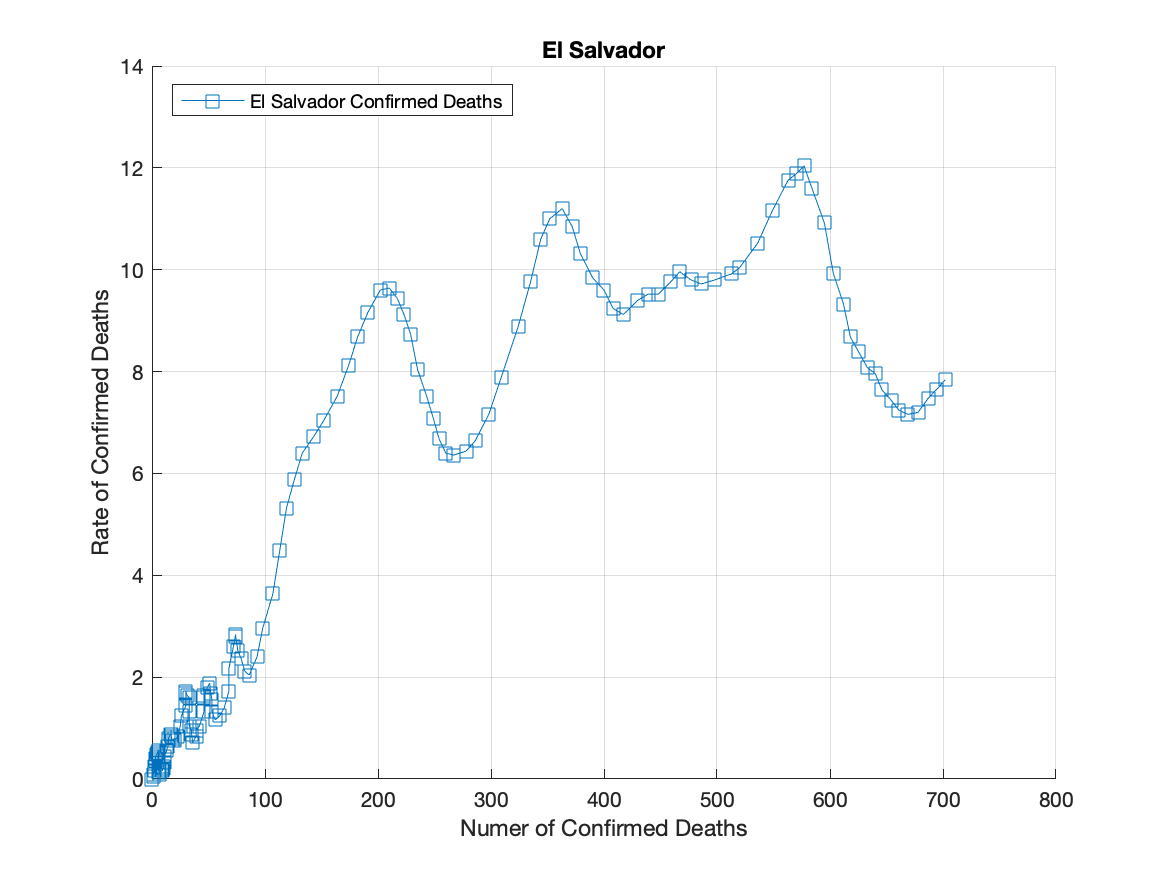 El Salvador
El Salvador Confirmed Deaths
14
12
10
8
6
4
2
0
Rate of Confirmed Deaths
0 100 200 300 400 500 600 700 800
Numer of Confirmed Deaths